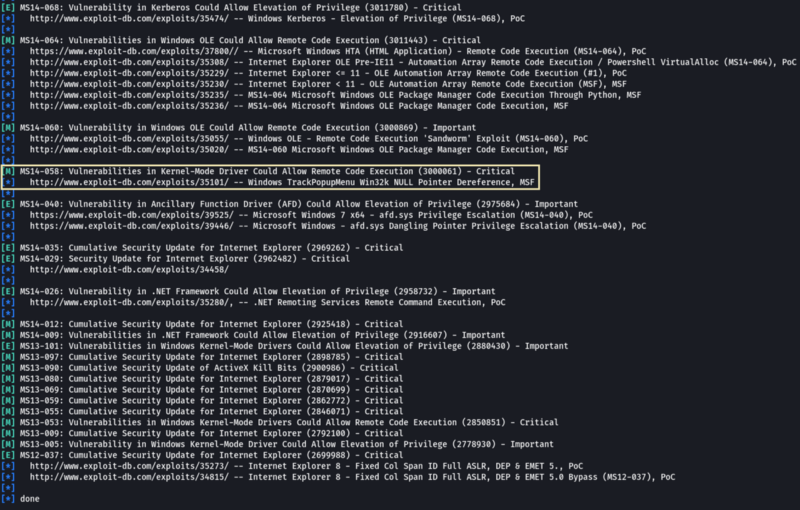 [E] MS14-068: Vulnerability in Kerberos Could Allow Elevation of Privilege (3011780) - Critical
[*]   http://www.exploit-db.com/exploits/35474/ -- Windows Kerberos - Elevation of Privilege (MS14-068), PoC
[*]
[M] MS14-064: Vulnerabilities in Windows OLE Could Allow Remote Code Execution (3011443) - Critical
[*]   https://www.exploit-db.com/exploits/37800// -- Microsoft Windows HTA (HTML Application) - Remote Code Execution (MS14-064), PoC
[*]   http://www.exploit-db.com/exploits/35308/ -- Internet Explorer OLE Pre-IE11 - Automation Array Remote Code Execution / Powershell VirtualAlloc (MS14-064), PoC
[*]   http://www.exploit-db.com/exploits/35229/ -- Internet Explorer <= 11 - OLE Automation Array Remote Code Execution (#1), PoC
[*]   http://www.exploit-db.com/exploits/35230/ -- Internet Explorer < 11 - OLE Automation Array Remote Code Execution (MSF), MSF
[*]   http://www.exploit-db.com/exploits/35235/ -- MS14-064 Microsoft Windows OLE Package Manager Code Execution Through Python, MSF
[*]   http://www.exploit-db.com/exploits/35236/ -- MS14-064 Microsoft Windows OLE Package Manager Code Execution, MSF
[*]
[M] MS14-060: Vulnerability in Windows OLE Could Allow Remote Code Execution (3000869) - Important
[*]   http://www.exploit-db.com/exploits/35055/ -- Windows OLE - Remote Code Execution 'Sandworm' Exploit (MS14-060), PoC
[*]   http://www.exploit-db.com/exploits/35020/ -- MS14-060 Microsoft Windows OLE Package Manager Code Execution, MSF
[*]
[M] MS14-058: Vulnerabilities in Kernel-Mode Driver Could Allow Remote Code Execution (3000061) - Critical
[*]   http://www.exploit-db.com/exploits/35101/ -- Windows TrackPopupMenu Win32k NULL Pointer Dereference, MSF
[*]
[E] MS14-040: Vulnerability in Ancillary Function Driver (AFD) Could Allow Elevation of Privilege (2975684) - Important
[*]   https://www.exploit-db.com/exploits/39525/ -- Microsoft Windows 7 x64 - afd.sys Privilege Escalation (MS14-040), PoC
[*]   https://www.exploit-db.com/exploits/39446/ -- Microsoft Windows - afd.sys Dangling Pointer Privilege Escalation (MS14-040), PoC
[*]
[E] MS14-035: Cumulative Security Update for Internet Explorer (2969262) - Critical
[E] MS14-029: Security Update for Internet Explorer (2962482) - Critical
[*]   http://www.exploit-db.com/exploits/34458/
[*]
[E] MS14-026: Vulnerability in .NET Framework Could Allow Elevation of Privilege (2958732) - Important
[*]   http://www.exploit-db.com/exploits/35280/, -- .NET Remoting Services Remote Command Execution, PoC
[*]
[M] MS14-012: Cumulative Security Update for Internet Explorer (2925418) - Critical
[M] MS14-009: Vulnerabilities in .NET Framework Could Allow Elevation of Privilege (2916607) - Important
[E] MS13-101: Vulnerabilities in Windows Kernel-Mode Drivers Could Allow Elevation of Privilege (2880430) - Important
[M] MS13-097: Cumulative Security Update for Internet Explorer (2898785) - Critical
[M] MS13-090: Cumulative Security Update of ActiveX Kill Bits (2900986) - Critical
[M] MS13-080: Cumulative Security Update for Internet Explorer (2879017) - Critical
[M] MS13-069: Cumulative Security Update for Internet Explorer (2870699) - Critical
[M] MS13-059: Cumulative Security Update for Internet Explorer (2862772) - Critical
[M] MS13-055: Cumulative Security Update for Internet Explorer (2846071) - Critical
[M] MS13-053: Vulnerabilities in Windows Kernel-Mode Drivers Could Allow Remote Code Execution (2850851) - Critical
[M] MS13-009: Cumulative Security Update for Internet Explorer (2792100) - Critical
[M] MS13-005: Vulnerability in Windows Kernel-Mode Driver Could Allow Elevation of Privilege (2778930) - Important
[E] MS12-037: Cumulative Security Update for Internet Explorer (2699988) - Critical
[*]   http://www.exploit-db.com/exploits/35273/ -- Internet Explorer 8 - Fixed Col Span ID Full ASLR, DEP & EMET 5., PoC
[*]   http://www.exploit-db.com/exploits/34815/ -- Internet Explorer 8 - Fixed Col Span ID Full ASLR, DEP & EMET 5.0 Bypass (MS12-037), PoC
[*]
[*] done